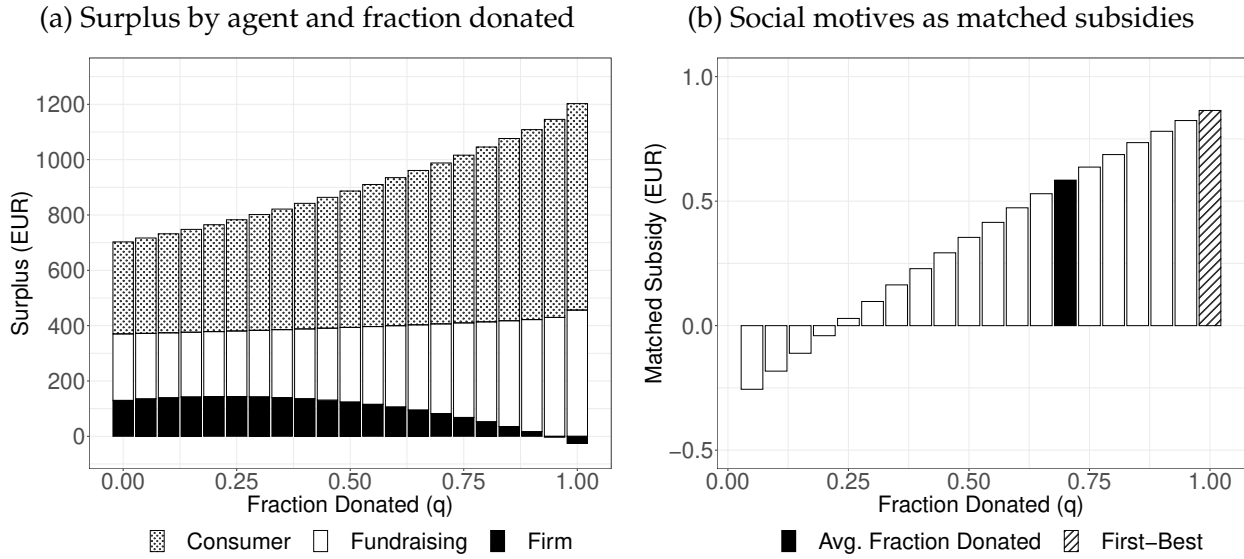 (a) Surplus by agent and fraction donated
Surplus (EUR)
1200
1000
800
600
400
200
0
0.00 0.25 0.50 0.75 1.00
Fraction Donated (q)
Consumer Fundraising Firm
(b) Social motives as matched subsidies
Matched Subsidy (EUR)
1.0
0.5
0.0
−0.5
0.00 0.25 0.50 0.75 1.00
Fraction Donated (q)
Avg. Fraction Donated First−Best